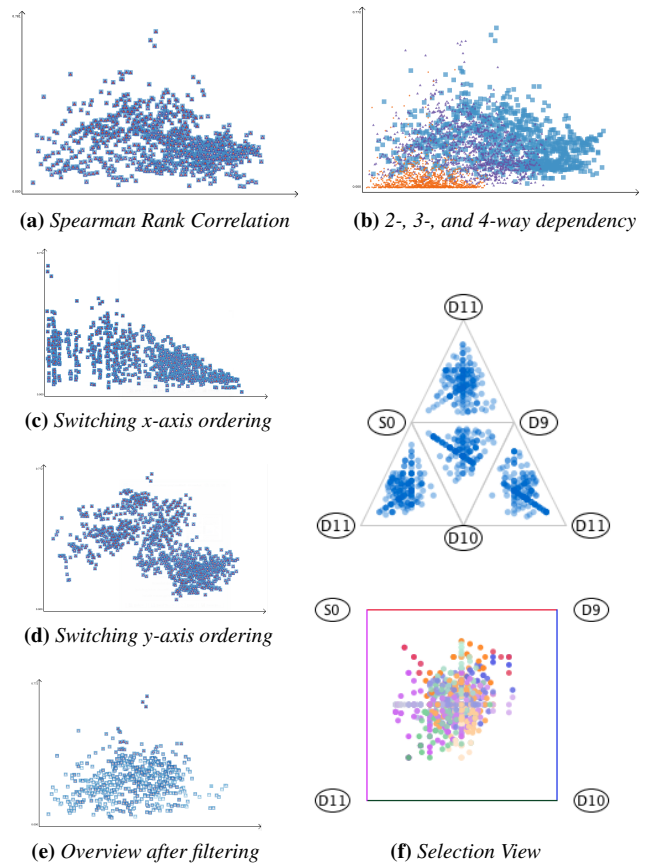 (a) Spearman Rank Correlation
(b) 2-, 3-, and 4-way dependency
(c) Switching x-axis ordering
D11
S0
D9
D11
D10
D11
(d) Switching y-axis ordering
S0
D9
D11
D10
(e) Overview after filtering
(f) Selection View